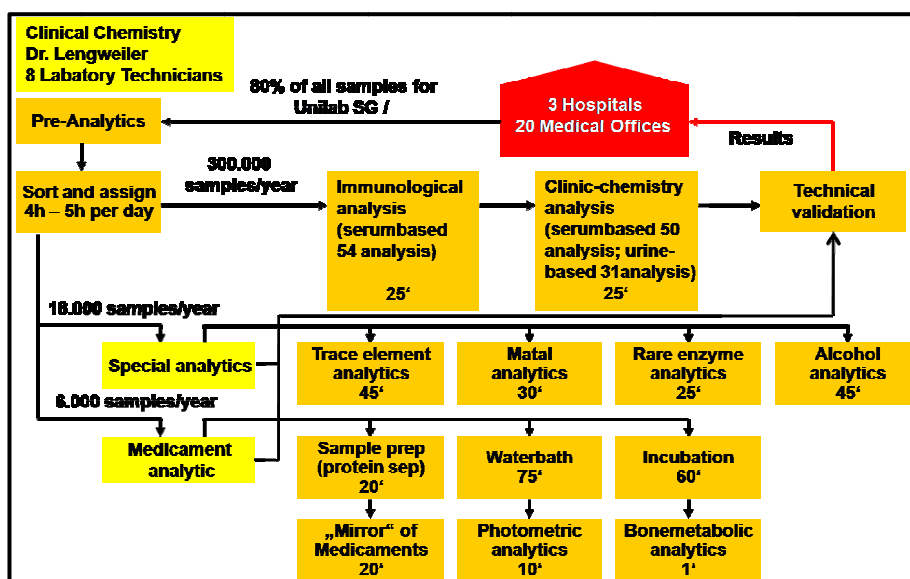 Clinical Chemistry
Dr. Lengweiler
8 Labatory Technicians
80% of all samples for
Unilab SG /
3 Hospitals
20 Medical Offices
Pre-Analytics
Results
300.000
samples/year
Sort and assign
4h – 5h per day
Immunological
analysis
(serumbased
54 analysis)
25‘
Clinic-chemistry
analysis
(serumbased 50
analysis; urine-
based 31analysis)
25‘
Technical
validation
18.000 samples/year
Special analytics
Trace element
analytics
45‘
Matal
analytics
30‘
Rare enzyme
analytics
25‘
Alcohol
analytics
45‘
6.000 samples/year
Medicament
analytic
Sample prep
(protein sep)
20‘
Waterbath
75‘
Incubation
60‘
„Mirror“ of
Medicaments
20‘
Photometric
analytics
10‘
Bonemetabolic
analytics
1‘